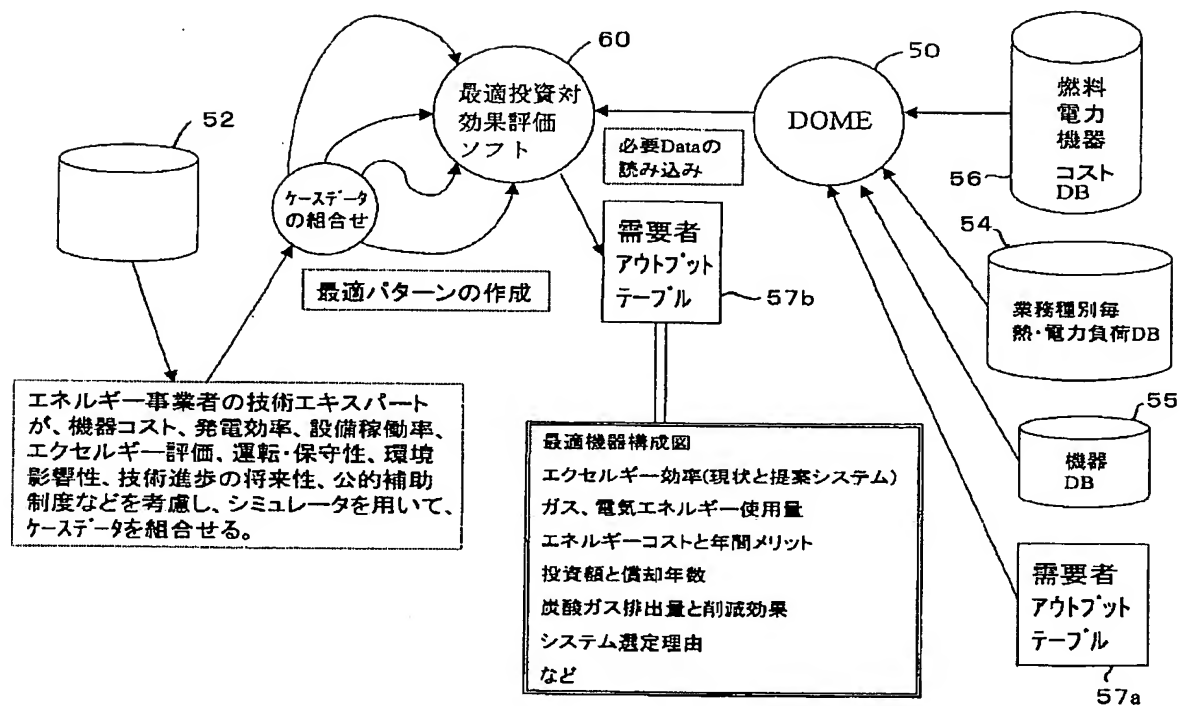 52
60
最適投資対
効果評価
ソフト
50
DOME
燃料
電力
機器
コスト
DB
56
必要Dataの
読み込み
ケースデータ
の組合せ
最適パターンの作成
需要者
アウトプット
テーブル
57b
54
業務種別毎
熱・電力負荷DB
エネルギー事業者の技術エキスパート
が、機器コスト、発電効率、設備稼働率、
エクセルギー評価、運転・保守性、環境
影響性、技術進歩の将来性、公的補助
制度などを考慮し、シミュレータを用いて、
ケースデータを組合せる。
最適機器構成図
エクセルギー効率(現状と提案システム)
ガス、電気エネルギー使用量
エネルギーコストと年間メリット
投資額と償却年数
炭酸ガス排出量と削減効果
システム選定理由
など
55
機器
DB
需要者
アウトプット
テーブル
57a